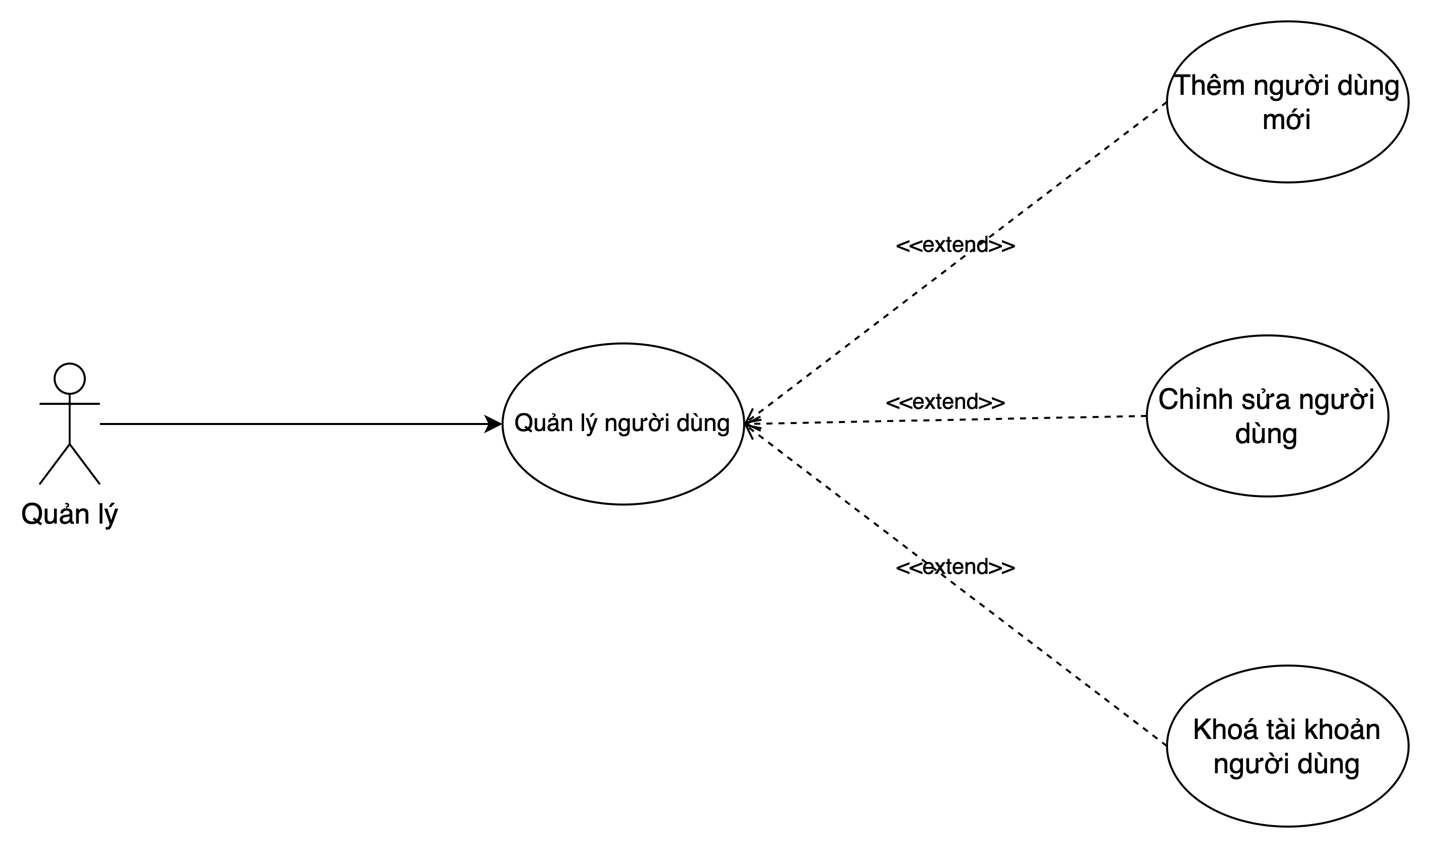 Thêm người dùng
mới
<<extend>>
<<extend>>
Chỉnh sửa người
dùng
Quản lý người dùng
Quản lý
<<extend>>
Khoá tài khoản
người dùng